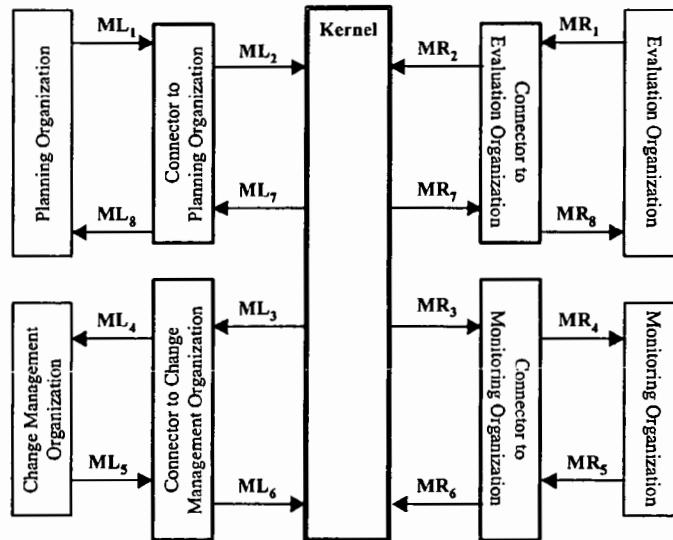 ML₁
ML₂
Kernel
MR₂
MR₁
Planning Organization
Connector to
Planning Organization
Connector to
Evaluation Organization
Evaluation Organization
ML₈
ML₇
MR₇
MR₈
ML₄
ML₃
MR₃
MR₄
Change Management
Organization
Connector to Change
Management Organization
Connector to
Monitoring Organization
Monitoring Organization
ML₅
ML₆
MR₆
MR₅